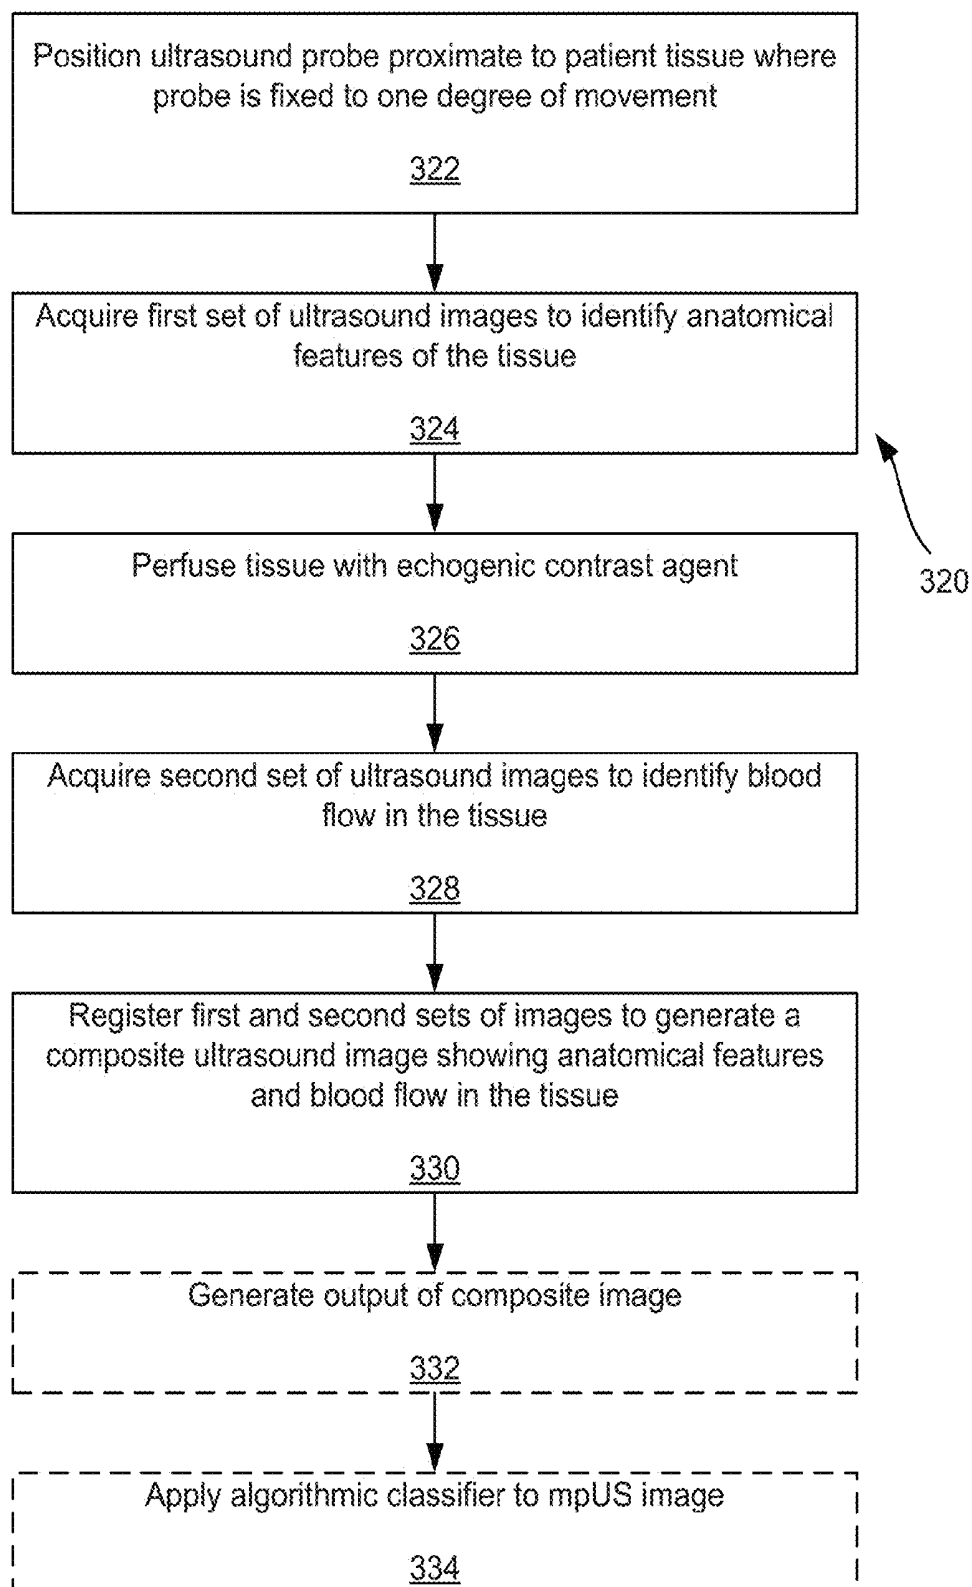 Position ultrasound probe proximate to patient tissue where
probe is fixed to one degree of movement
322
Acquire first set of ultrasound images to identify anatomical
features of the tissue
324
320
Perfuse tissue with echogenic contrast agent
326
Acquire second set of ultrasound images to identify blood
flow in the tissue
328
Register first and second sets of images to generate a
composite ultrasound image showing anatomical features
and blood flow in the tissue
330
Generate output of composite image
332
Apply algorithmic classifier to mpUS image
334